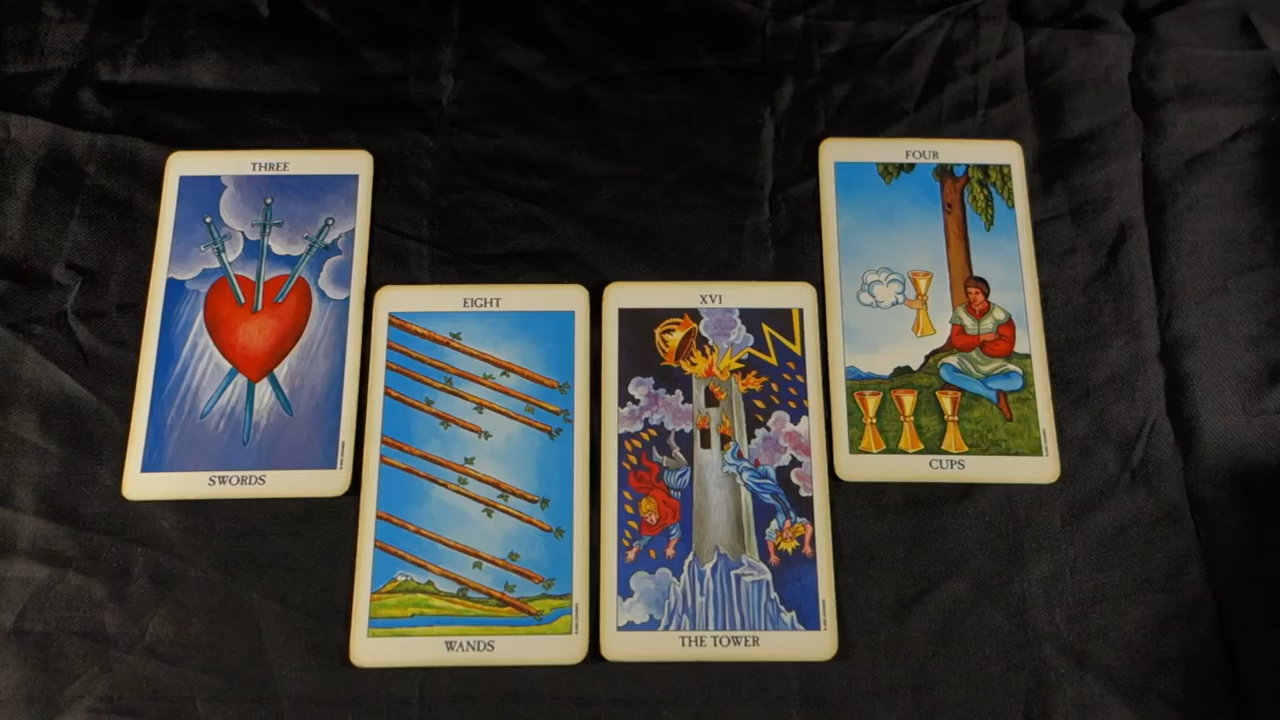 THREE
SWORDS
EIGHT
WANDS
XVI
THE TOWER
FOUR
CUPS